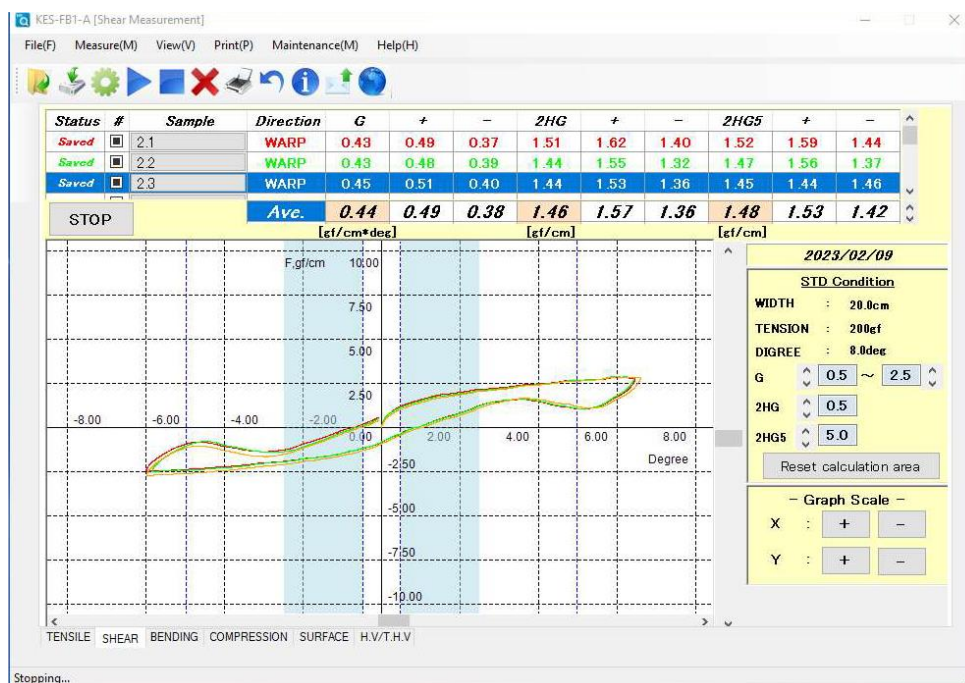 KES-FB1-A [Shear Measurement]
File(F) Measure(M) View(V) Print(P) Maintenance(M) Help(H)
Status # Sample Direction G + - 2HG + - 2HG5 + -
Saved 2.1 WARP 0.43 0.49 0.37 1.51 1.62 1.40 1.52 1.59 1.44
Saved 2.2 WARP 0.43 0.48 0.39 1.44 1.55 1.32 1.47 1.56 1.37
Saved 2.3 WARP 0.45 0.51 0.40 1.44 1.53 1.36 1.45 1.44 1.46
STOP Ave. 0.44 0.49 0.38 1.46 1.57 1.36 1.48 1.53 1.42
[gf/cm*deg] [gf/cm] [gf/cm]
F,gf/cm 10.00
7.50
5.00
2.50
-8.00 -6.00 -4.00 -2.00 0.00 2.00 4.00 6.00 8.00
Degree
-2.50
-5.00
-7.50
-10.00
2023/02/09
STD Condition
WIDTH : 20.0cm
TENSION : 200gf
DIGREE : 8.0deg
G 0.5 ~ 2.5
2HG 0.5
2HG5 5.0
Reset calculation area
- Graph Scale -
X : + -
Y : + -
TENSILE SHEAR BENDING COMPRESSION SURFACE H.V/T.H.V
Stopping...